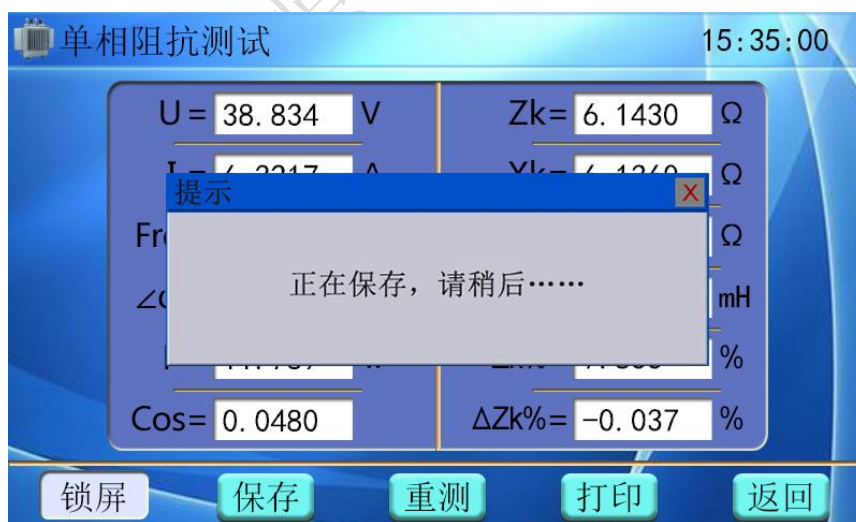 单相阻抗测试 15:35:00
U = 38.834 V Zk= 6.1430 Ω
Ω
提示 X
Ω
正在保存，请稍后……
mH
%
Cos= 0.0480 ΔZk%= -0.037 %
锁屏 保存 重测 打印 返回